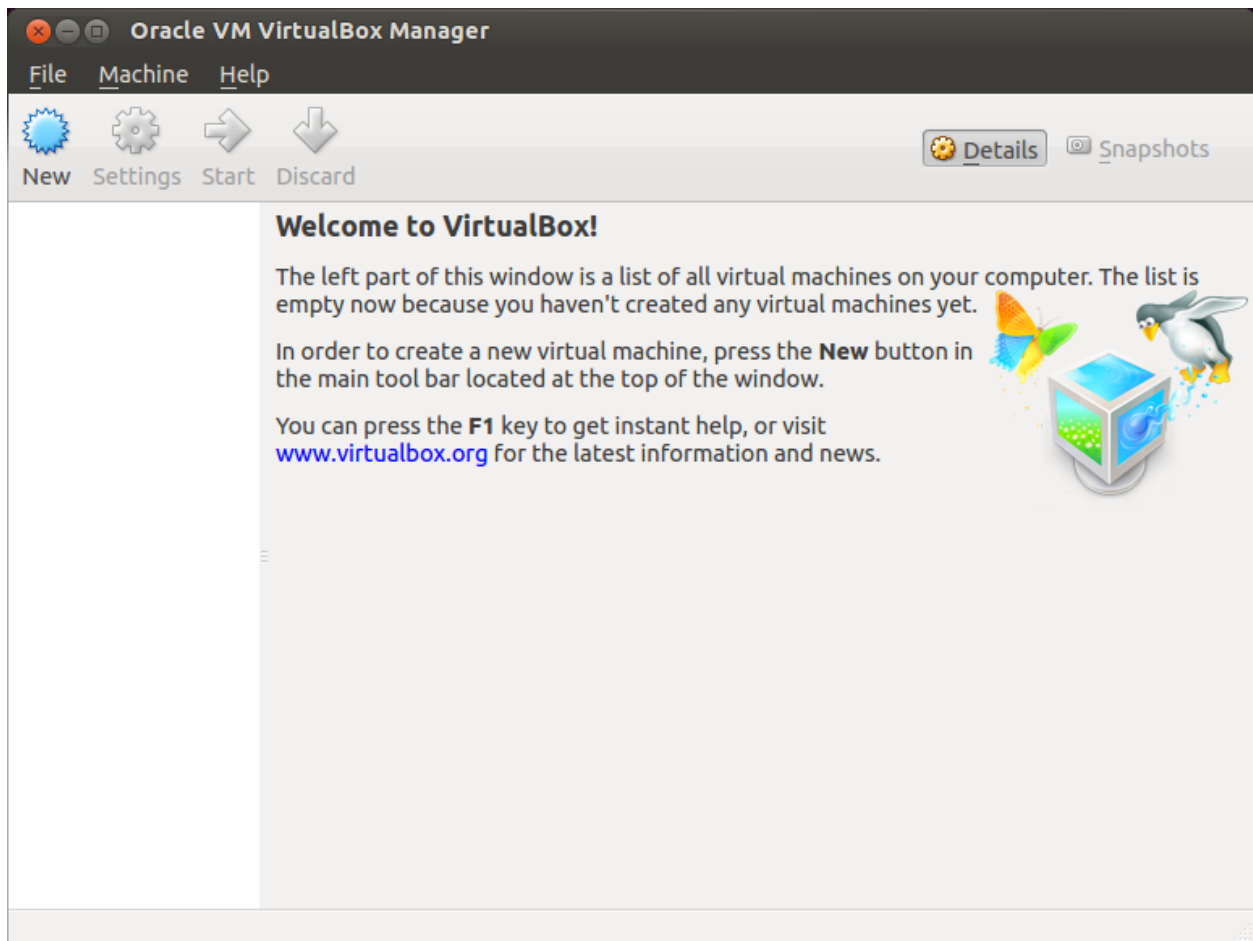 Oracle VM VirtualBox Manager
File Machine Help
New Settings Start Discard Details Snapshots
Welcome to VirtualBox!
The left part of this window is a list of all virtual machines on your computer. The list is
empty now because you haven't created any virtual machines yet.
In order to create a new virtual machine, press the New button in
the main tool bar located at the top of the window.
You can press the F1 key to get instant help, or visit
www.virtualbox.org for the latest information and news.